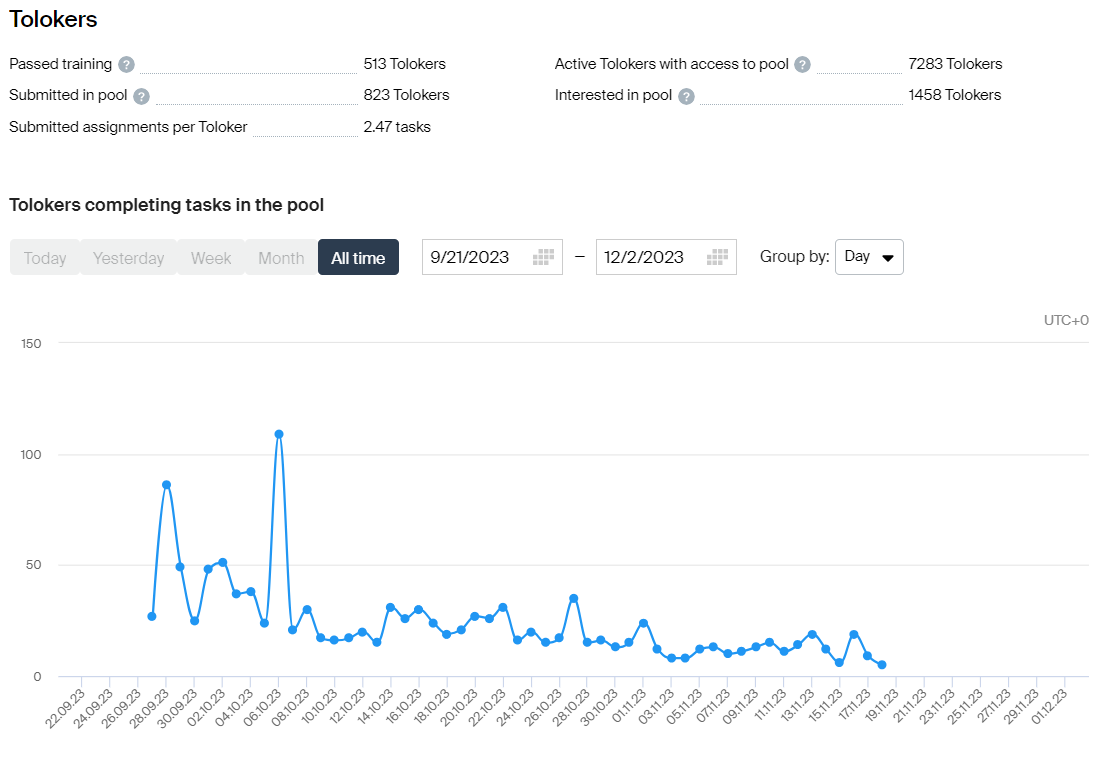 Tolokers
Passed training ? 513 Tolokers Active Tolokers with access to pool ? 7283 Tolokers
Submitted in pool ? 823 Tolokers Interested in pool ? 1458 Tolokers
Submitted assignments per Toloker 2.47 tasks
Tolokers completing tasks in the pool
Today Yesterday Week Month All time 9/21/2023 – 12/2/2023 Group by: Day
UTC+0
150
100
50
0
22.09.23 24.09.23 26.09.23 28.09.23 30.09.23 02.10.23 04.10.23 06.10.23 08.10.23 10.10.23 12.10.23 14.10.23 16.10.23 18.10.23 20.10.23 22.10.23 24.10.23 26.10.23 28.10.23 30.10.23 01.11.23 03.11.23 05.11.23 07.11.23 09.11.23 11.11.23 13.11.23 15.11.23 17.11.23 19.11.23 21.11.23 23.11.23 25.11.23 27.11.23 29.11.23 01.12.23